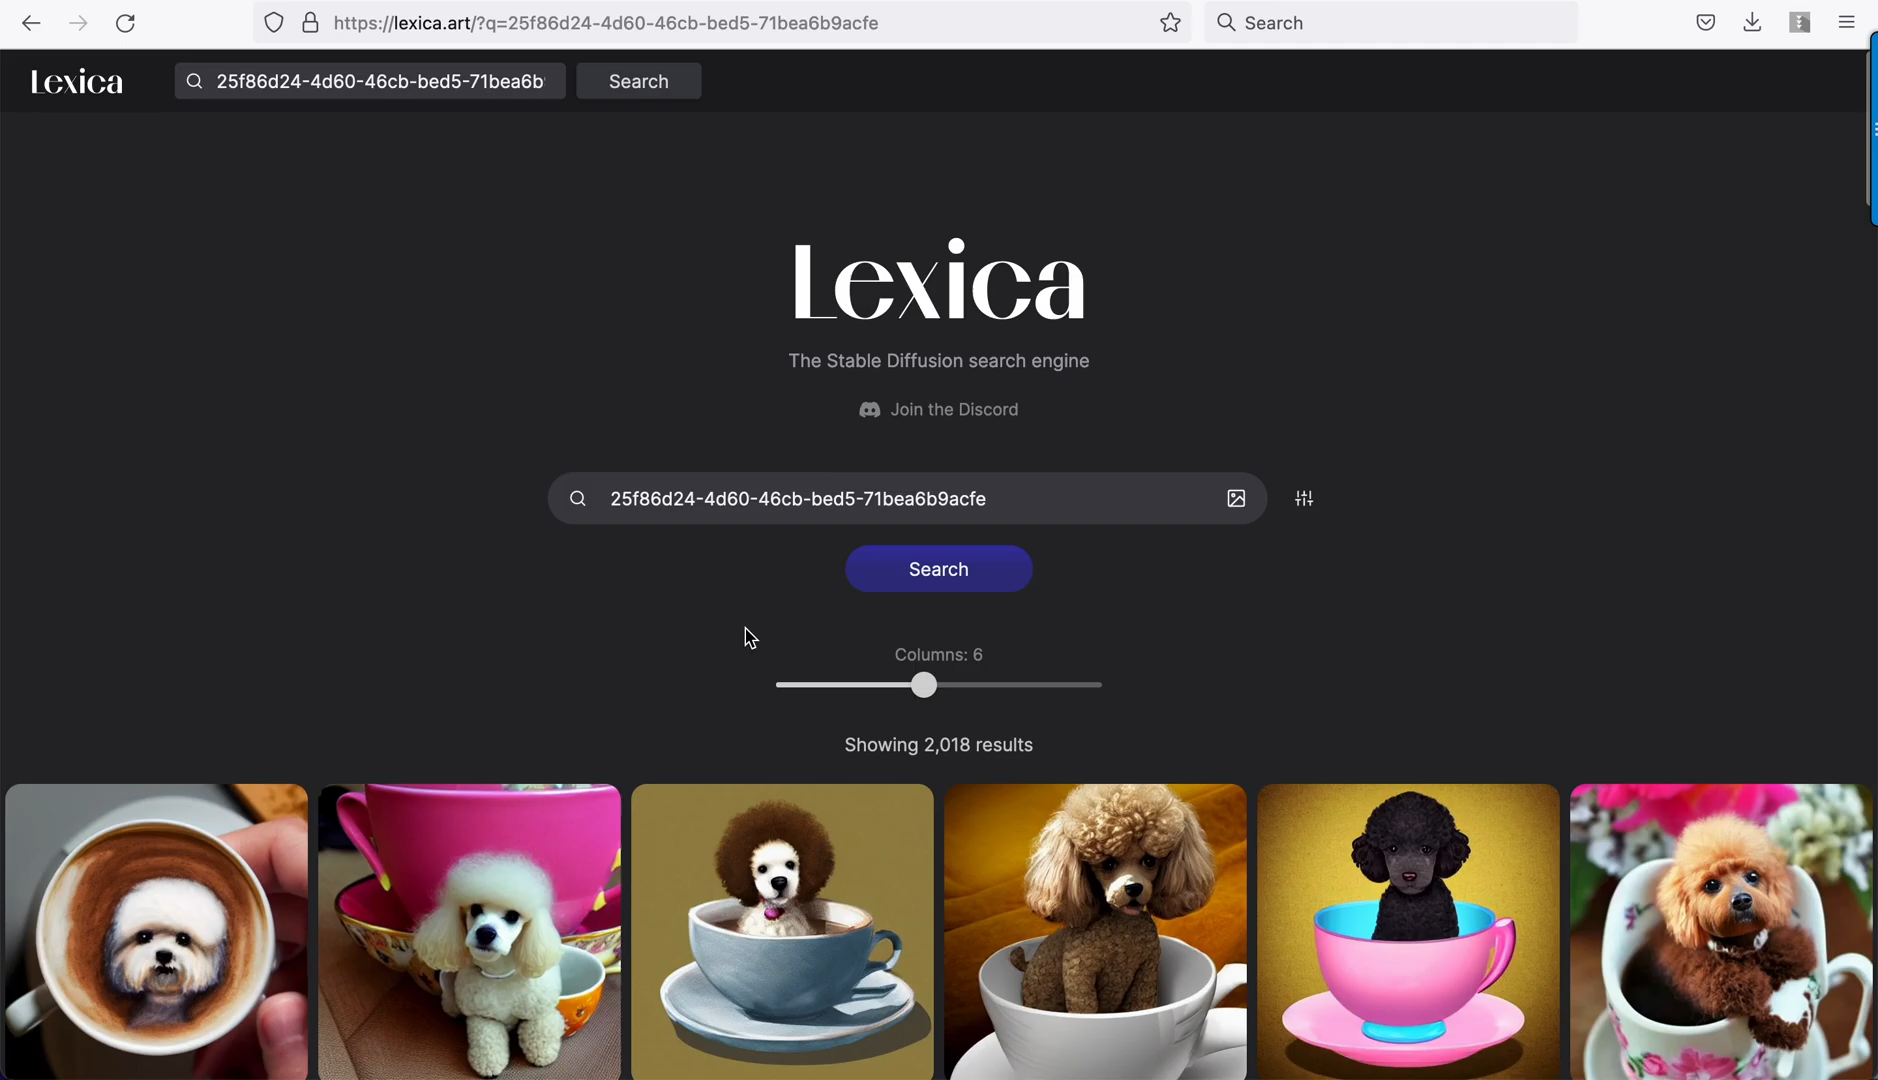 https://lexica.art/?q=25f86d24-4d60-46cb-bed5-71bea6b9acfe
Search
Lexica
25f86d24-4d60-46cb-bed5-71bea6b
Search
Lexica
The Stable Diffusion search engine
Join the Discord
25f86d24-4d60-46cb-bed5-71bea6b9acfe
Search
Columns: 6
Showing 2,018 results